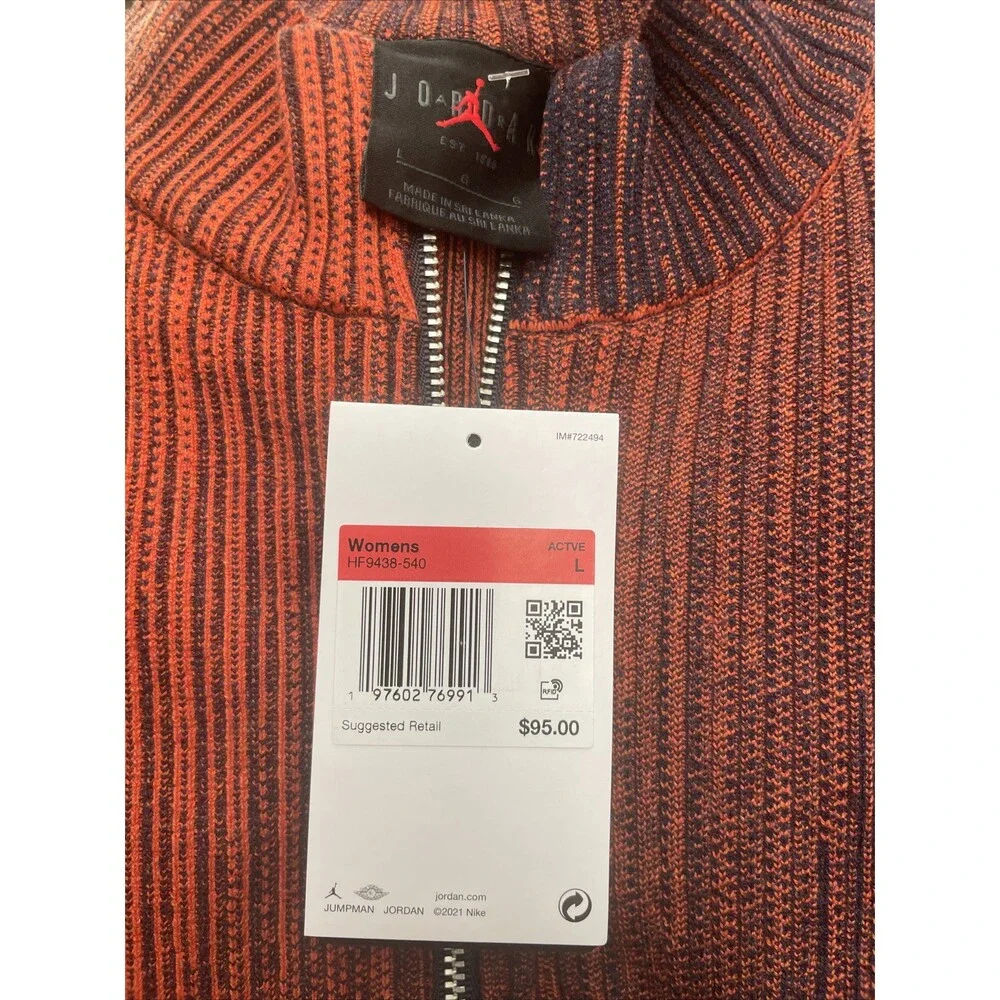 JORDAN
EST 1985
L
G
G
MADE IN SRI LANKA
FABRIQUE AU SRI LANKA
IM#722494
Womens
ACTVE
HF9438-540
L
RFID
1 97602 76991 3
Suggested Retail
$95.00
jordan.com
JUMPMAN JORDAN ©2021 Nike